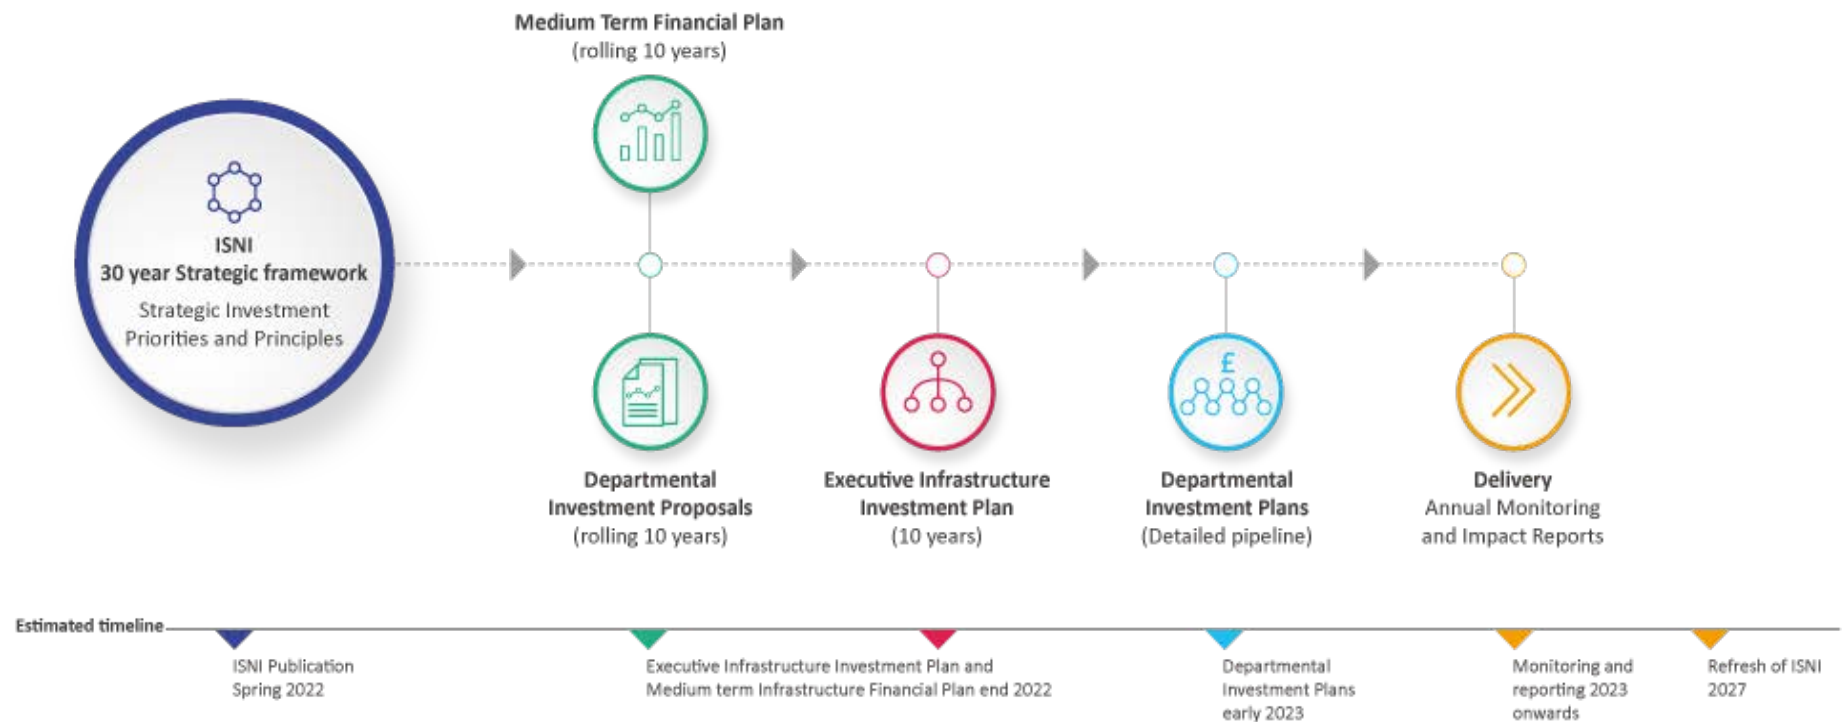 Medium Term Financial Plan
(rolling 10 years)
ISNI
30 year Strategic framework
Strategic Investment
Priorities and Principles
Departmental
Investment Proposals
(rolling 10 years)
Executive Infrastructure
Investment Plan
(10 years)
£
Departmental
Investment Plans
(Detailed pipeline)
Delivery
Annual Monitoring
and Impact Reports
Estimated timeline
ISNI Publication
Spring 2022
Executive Infrastructure Investment Plan and
Medium term Infrastructure Financial Plan end 2022
Departmental
Investment Plans
early 2023
Monitoring and
reporting 2023
onwards
Refresh of ISNI
2027